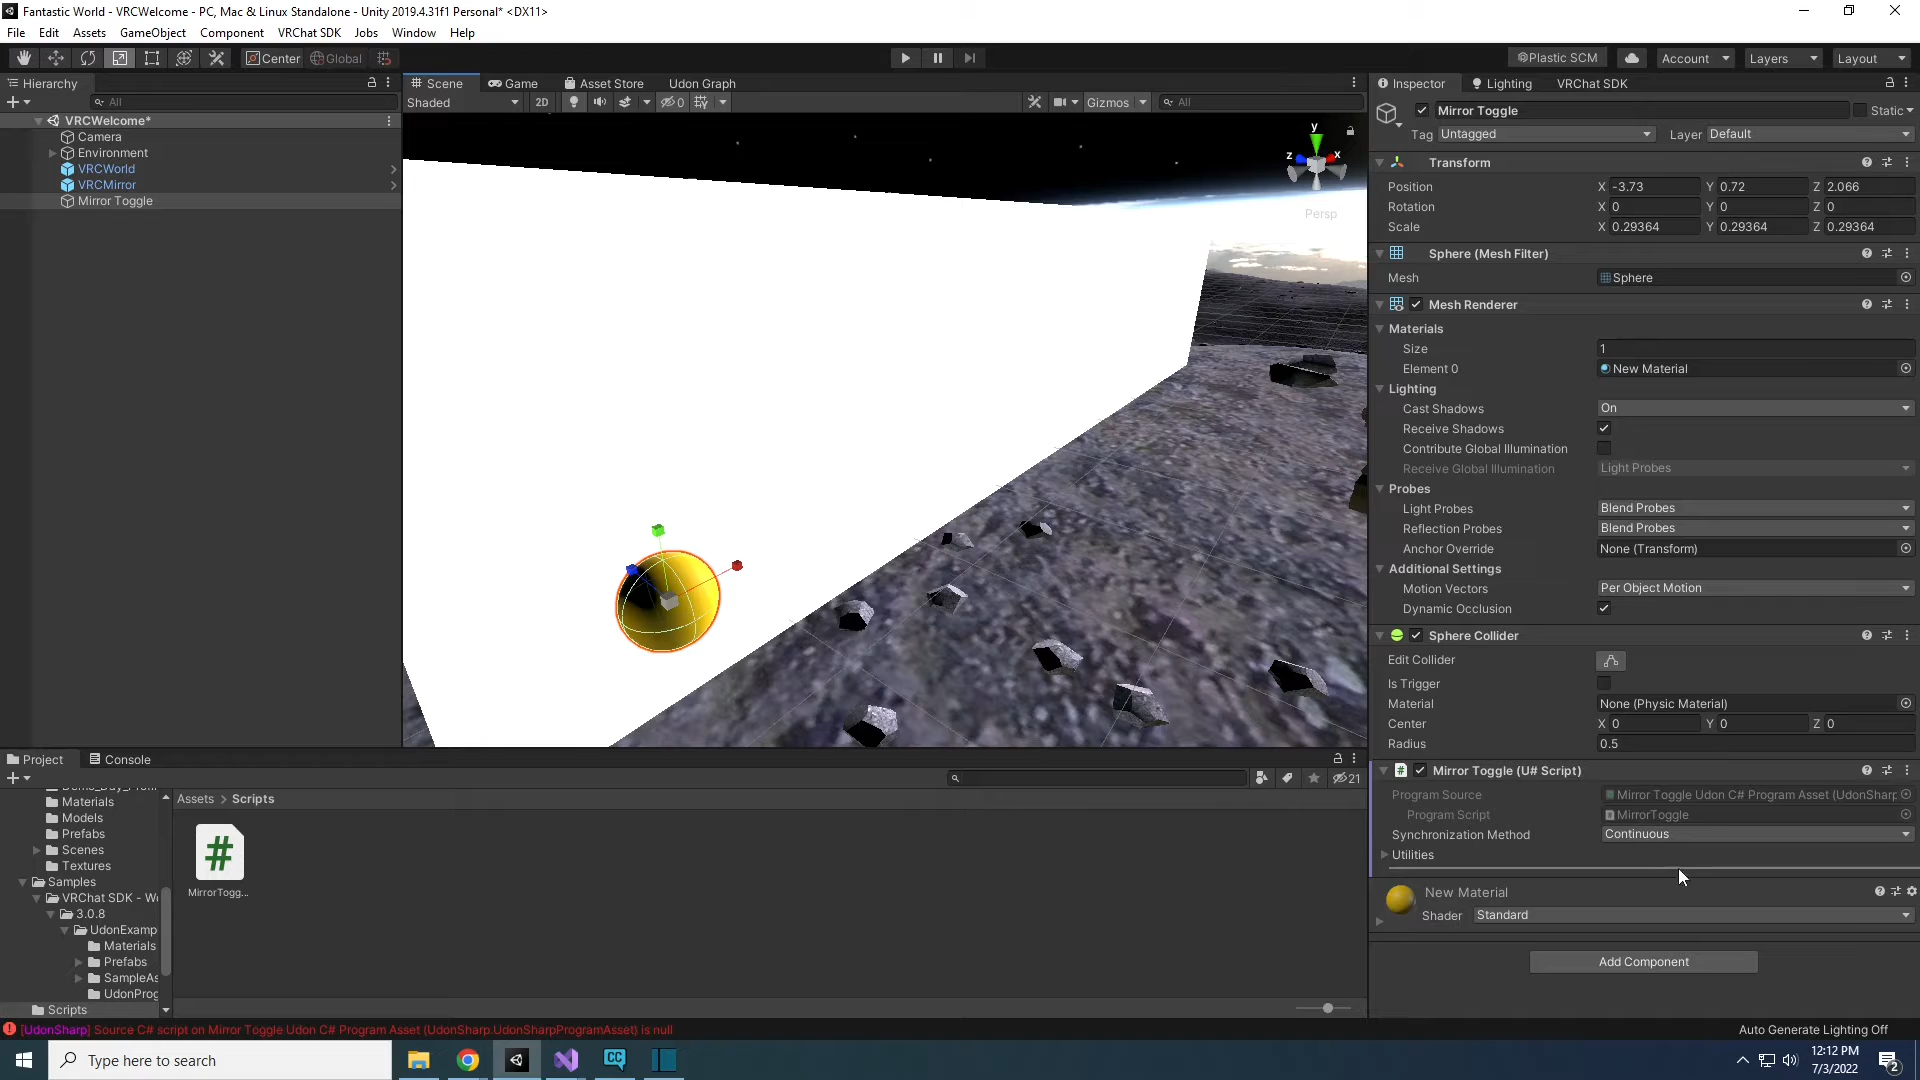 Fantastic World - VRCWelcome - PC, Mac & Linux Standalone - Unity 2019.4.31f1 Personal* <DX11>
File Edit Assets GameObject Component VRChat SDK Jobs Window Help
Center Global Plastic SCM Account Layers Layout
Hierarchy Scene Game Asset Store Udon Graph Inspector Lighting VRChat SDK
All Shaded 2D 0 Gizmos All
VRCWelcome*
Camera
Environment
VRCWorld
VRCMirror
Mirror Toggle
y
z x
Persp
Mirror Toggle Static
Tag Untagged Layer Default
Transform
Position X -3.73 Y 0.72 Z 2.066
Rotation X 0 Y 0 Z 0
Scale X 0.29364 Y 0.29364 Z 0.29364
Sphere (Mesh Filter)
Mesh Sphere
Mesh Renderer
Materials
Size 1
Element 0 New Material
Lighting
Cast Shadows On
Receive Shadows
Contribute Global Illumination
Receive Global Illumination Light Probes
Probes
Light Probes Blend Probes
Reflection Probes Blend Probes
Anchor Override None (Transform)
Additional Settings
Motion Vectors Per Object Motion
Dynamic Occlusion
Sphere Collider
Edit Collider
Is Trigger
Material None (Physic Material)
Center X 0 Y 0 Z 0
Radius 0.5
Mirror Toggle (U# Script)
Program Source Mirror Toggle Udon C# Program Asset (UdonSharp
Program Script MirrorToggle
Synchronization Method Continuous
Utilities
New Material
Shader Standard
Add Component
Project Console
21
Assets > Scripts
Materials
Models
Prefabs
Scenes
Textures
Samples
VRChat SDK - Wo
3.0.8
UdonExamp
Materials
Prefabs
SampleAs
UdonProg
Scripts
#
MirrorTogg...
[UdonSharp] Source C# script on Mirror Toggle Udon C# Program Asset (UdonSharp.UdonSharpProgramAsset) is null
Auto Generate Lighting Off
Type here to search
CC
12:12 PM
7/3/2022
2